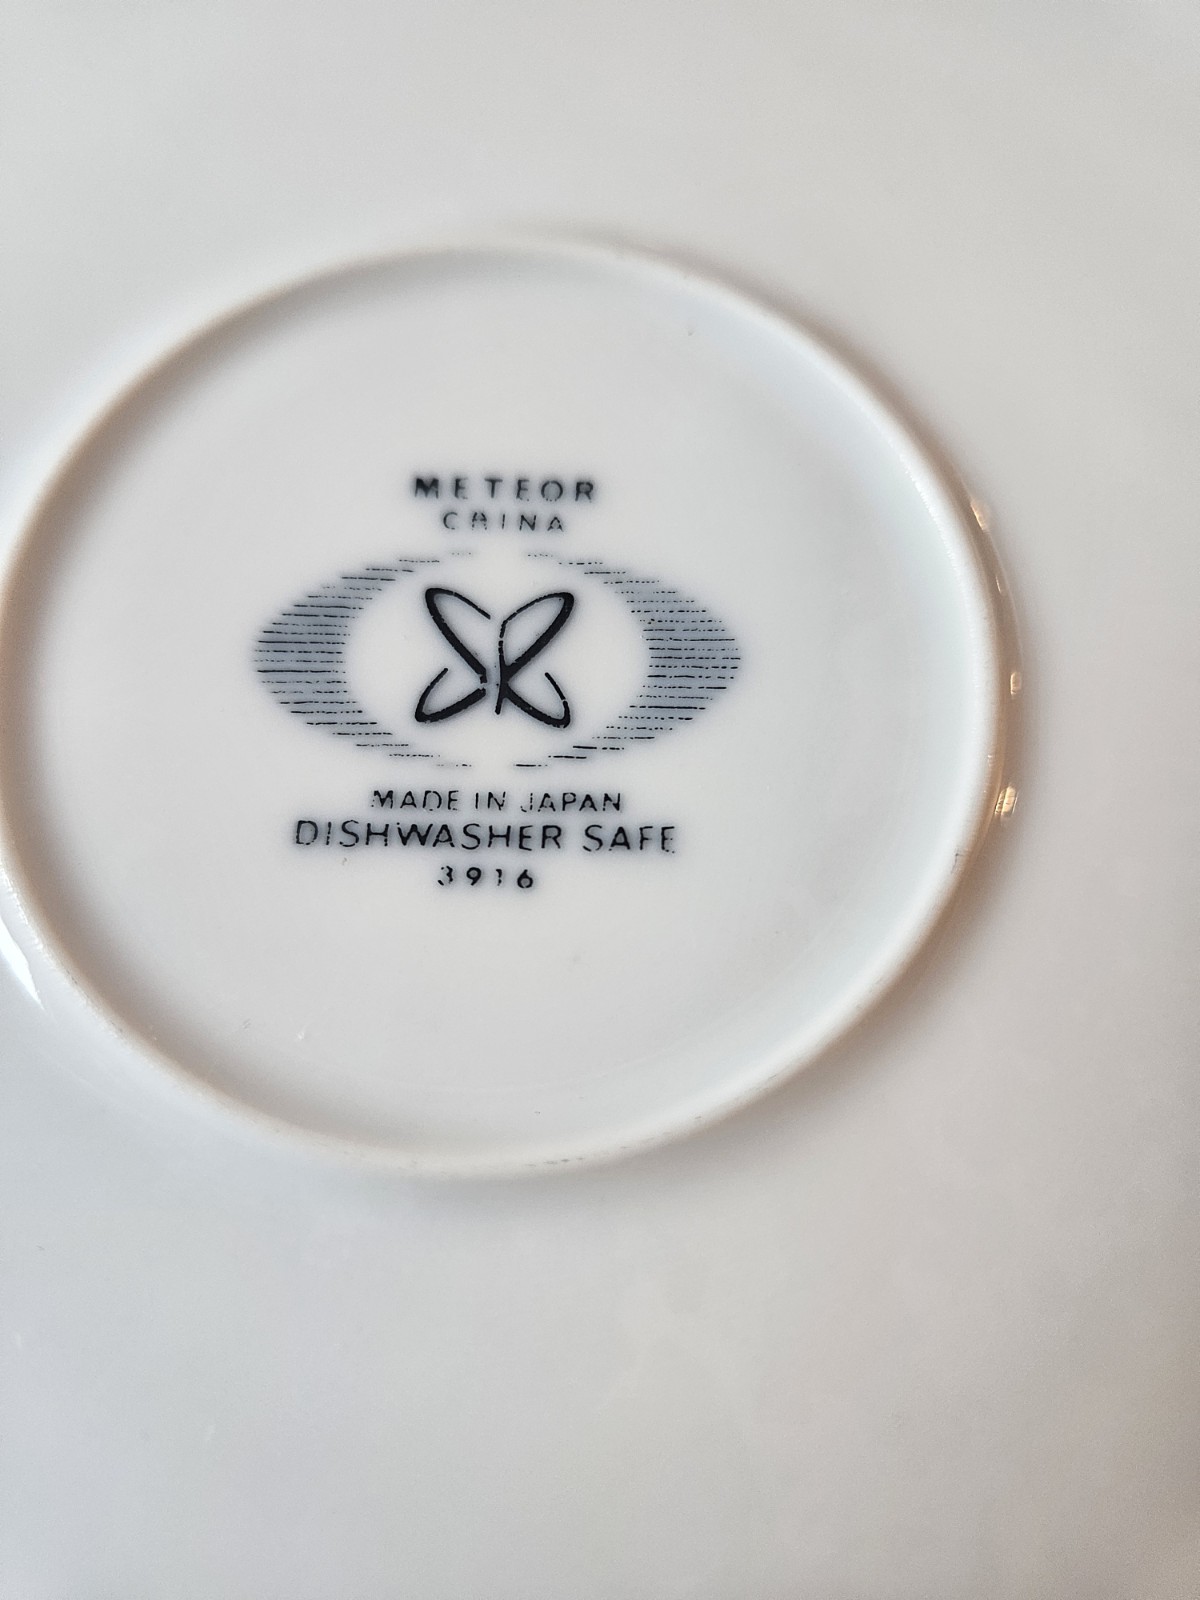 METEOR
CHINA
MADE IN JAPAN
DISHWASHER SAFE
3916